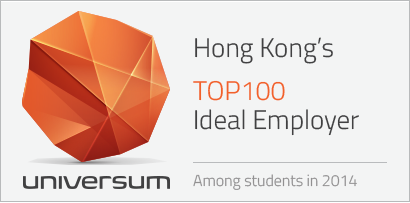 Hong Kong's
TOP100
Ideal Employer
universum
Among students in 2014